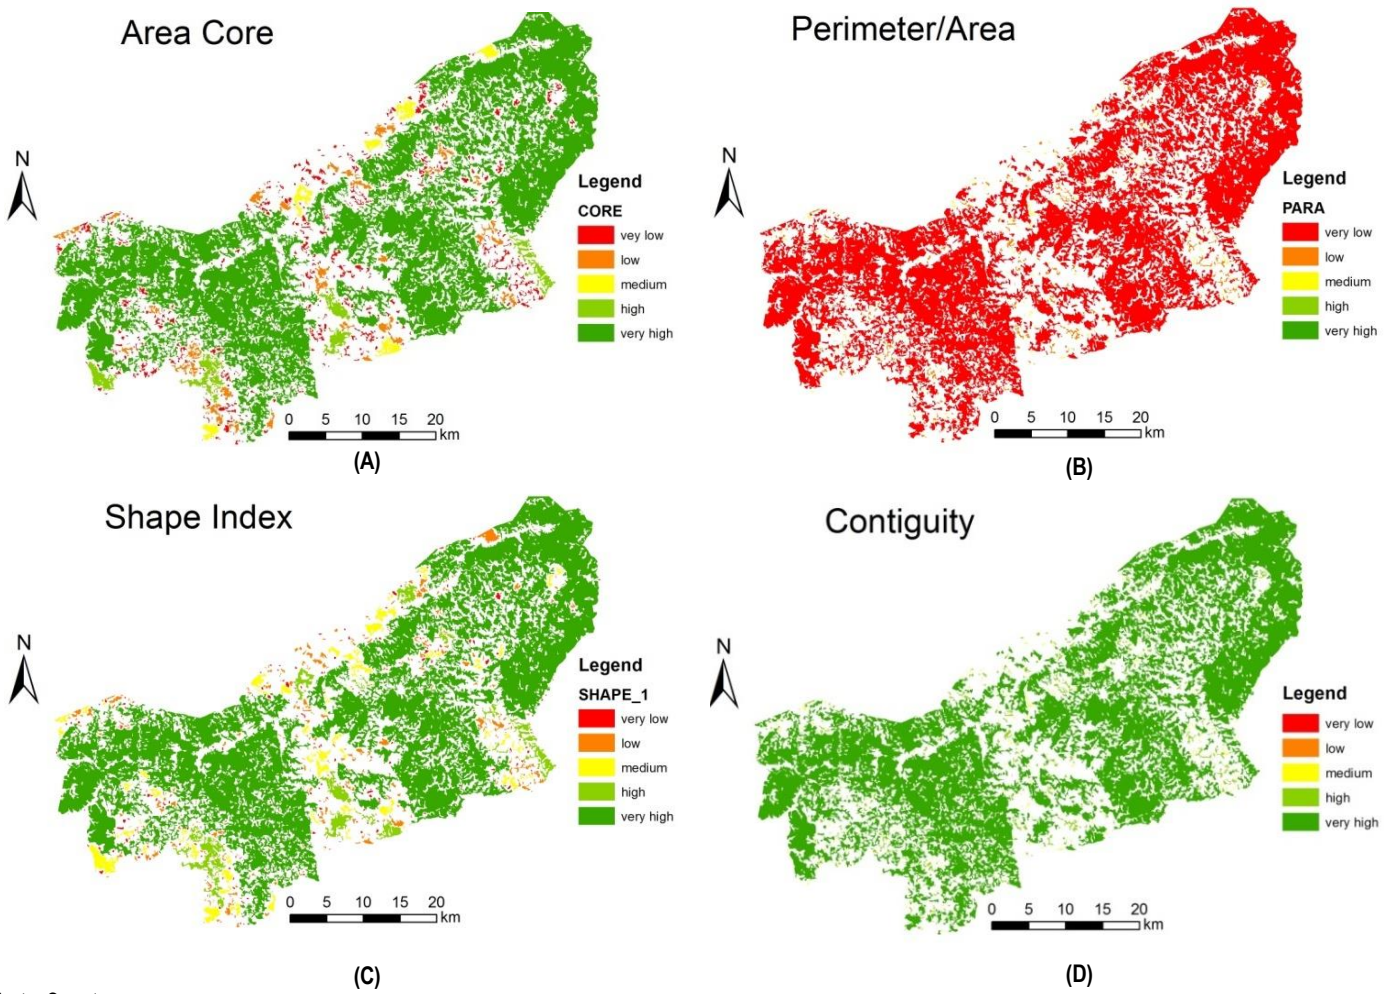 Area Core
N
Legend
CORE
vey low
low
medium
high
very high
0 5 10 15 20
km
(A)
Perimeter/Area
N
Legend
PARA
very low
low
medium
high
very high
0 5 10 15 20
km
(B)
Shape Index
N
Legend
SHAPE_1
very low
low
medium
high
very high
0 5 10 15 20
km
(C)
Contiguity
N
Legend
very low
low
medium
high
very high
0 5 10 15 20
km
(D)